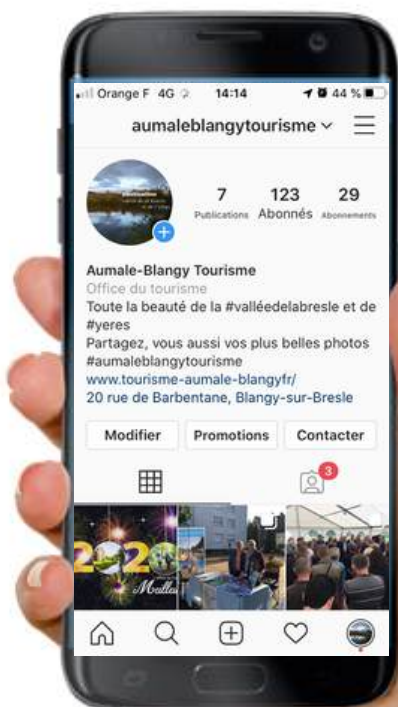 Orange F 4G 14:14 44 %
aumaleblangytourisme
7 123 29
Publications Abonnés Abonnements
Aumale-Blangy Tourisme
Office du tourisme
Toute la beauté de la #valléedelabresle et de
#yeres
Partagez, vous aussi vos plus belles photos
#aumaleblangytourisme
www.tourisme-aumale-blangyfr/
20 rue de Barbentane, Blangy-sur-Bresle
Modifier Promotions Contacter
3
2020